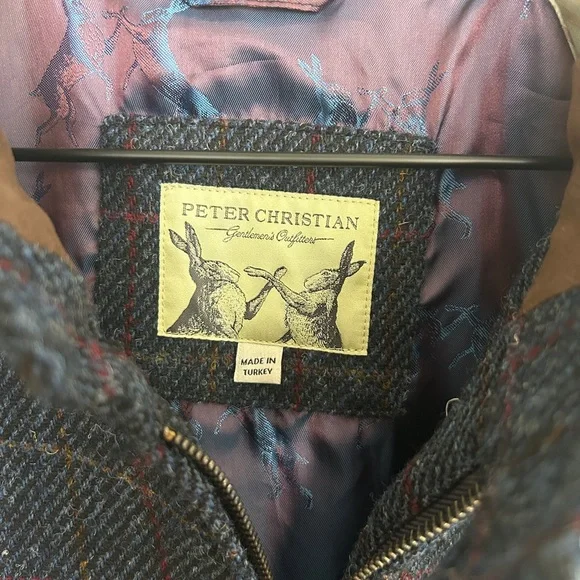 PETER CHRISTIAN
Gentlemen's Outfitters
MADE IN
TURKEY